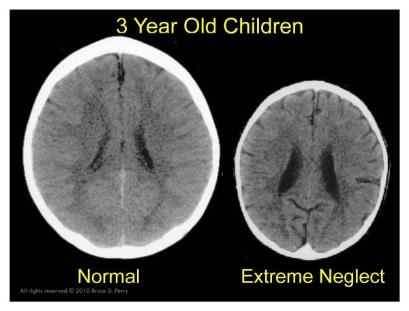 3 Year Old Children
Normal
Extreme Neglect
All rights reserved © 2010 Bruce D. Perry